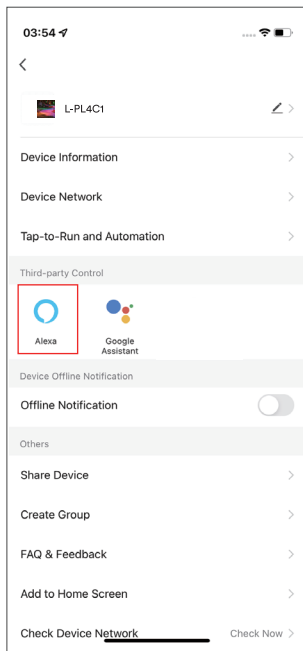 03:54
L-PL4C1
Device Information
Device Network
Tap-to-Run and Automation
Third-party Control
Alexa
Google
Assistant
Device Offline Notification
Offline Notification
Others
Share Device
Create Group
FAQ & Feedback
Add to Home Screen
Check Device Network Check Now